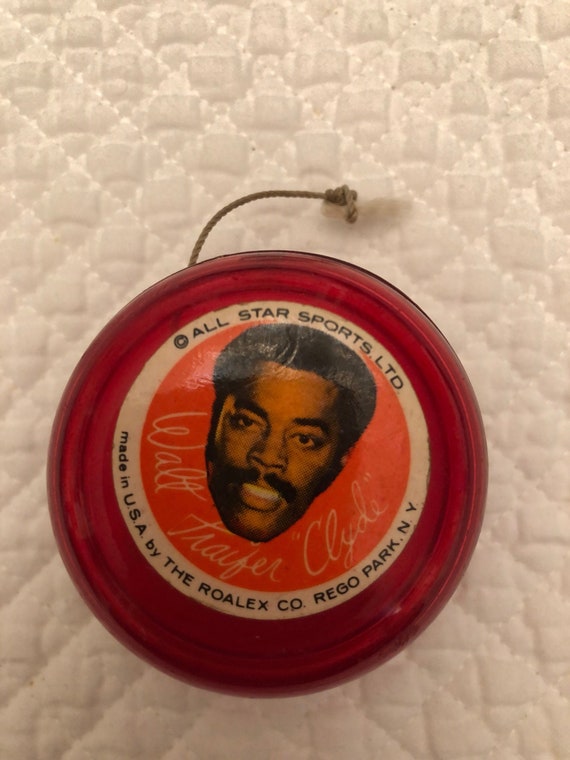 © ALL STAR SPORTS, LTD.
Walt Frazier "Clyde"
made in U.S.A. by THE ROALEX CO. REGO PARK, N.Y.